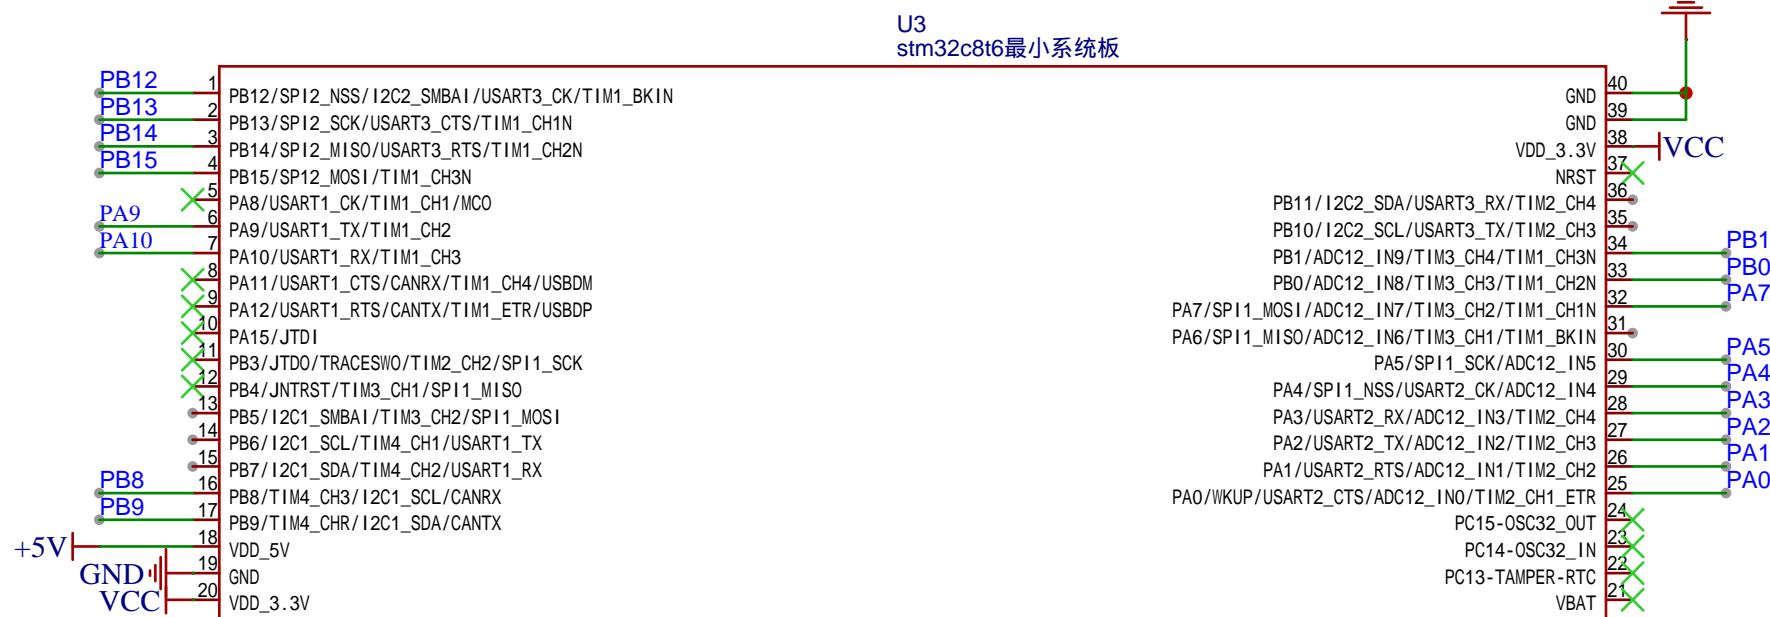 U3
stm32c8t6最小系统板
PB12 1 PB12/SPI2_NSS/I2C2_SMBAI/USART3_CK/TIM1_BKIN
PB13 2 PB13/SPI2_SCK/USART3_CTS/TIM1_CH1N
PB14 3 PB14/SPI2_MISO/USART3_RTS/TIM1_CH2N
PB15 4 PB15/SP12_MOSI/TIM1_CH3N
5 PA8/USART1_CK/TIM1_CH1/MCO
PA9 6 PA9/USART1_TX/TIM1_CH2
PA10 7 PA10/USART1_RX/TIM1_CH3
8 PA11/USART1_CTS/CANRX/TIM1_CH4/USBDM
9 PA12/USART1_RTS/CANTX/TIM1_ETR/USBDP
10 PA15/JTDI
11 PB3/JTDO/TRACESWO/TIM2_CH2/SPI1_SCK
12 PB4/JNTRST/TIM3_CH1/SPI1_MISO
13 PB5/I2C1_SMBAI/TIM3_CH2/SPI1_MOSI
14 PB6/I2C1_SCL/TIM4_CH1/USART1_TX
15 PB7/I2C1_SDA/TIM4_CH2/USART1_RX
PB8 16 PB8/TIM4_CH3/I2C1_SCL/CANRX
PB9 17 PB9/TIM4_CHR/I2C1_SDA/CANTX
+5V 18 VDD_5V
GND 19 GND
VCC 20 VDD_3.3V
GND 40
GND 39
VDD_3.3V 38 VCC
NRST 37
PB11/I2C2_SDA/USART3_RX/TIM2_CH4 36
PB10/I2C2_SCL/USART3_TX/TIM2_CH3 35
PB1/ADC12_IN9/TIM3_CH4/TIM1_CH3N 34 PB1
PB0/ADC12_IN8/TIM3_CH3/TIM1_CH2N 33 PB0
PA7/SPI1_MOSI/ADC12_IN7/TIM3_CH2/TIM1_CH1N 32 PA7
PA6/SPI1_MISO/ADC12_IN6/TIM3_CH1/TIM1_BKIN 31
PA5/SPI1_SCK/ADC12_IN5 30 PA5
PA4/SPI1_NSS/USART2_CK/ADC12_IN4 29 PA4
PA3/USART2_RX/ADC12_IN3/TIM2_CH4 28 PA3
PA2/USART2_TX/ADC12_IN2/TIM2_CH3 27 PA2
PA1/USART2_RTS/ADC12_IN1/TIM2_CH2 26 PA1
PA0/WKUP/USART2_CTS/ADC12_IN0/TIM2_CH1_ETR 25 PA0
PC15-OSC32_OUT 24
PC14-OSC32_IN 23
PC13-TAMPER-RTC 22
VBAT 21